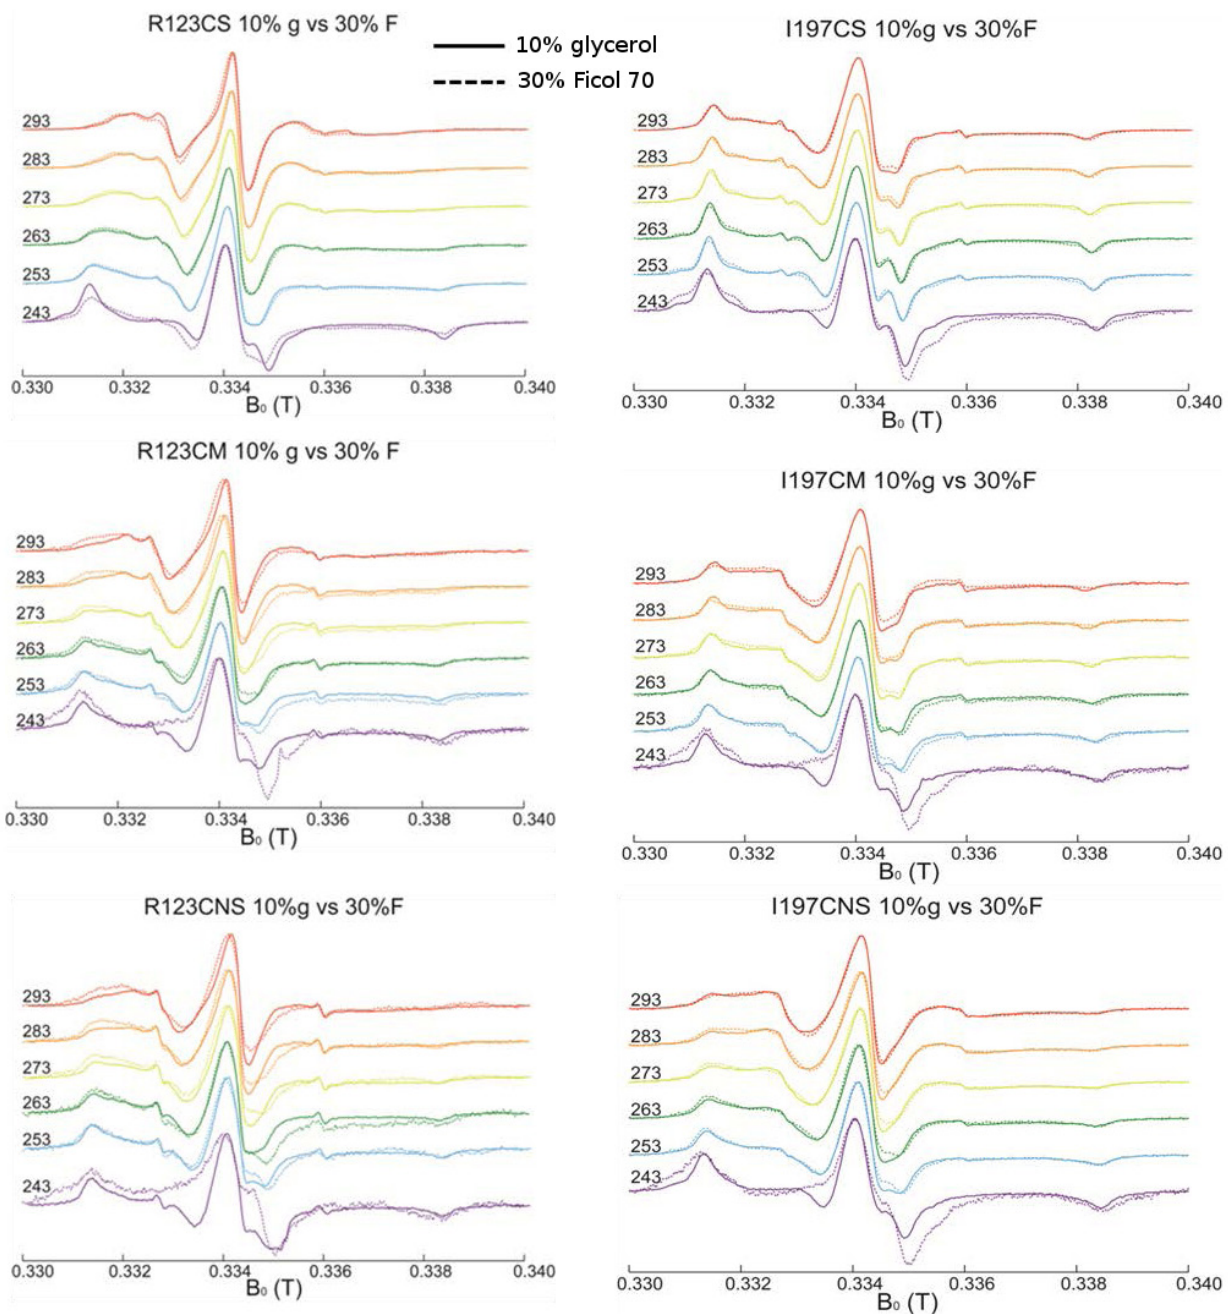 R123CS 10% g vs 30% F
10% glycerol
30% Ficol 70
293
283
273
263
253
243
0.330 0.332 0.334 0.336 0.338 0.340
B₀ (T)
I197CS 10%g vs 30%F
293
283
273
263
253
243
0.330 0.332 0.334 0.336 0.338 0.340
B₀ (T)
R123CM 10% g vs 30% F
293
283
273
263
253
243
0.330 0.332 0.334 0.336 0.338 0.340
B₀ (T)
I197CM 10%g vs 30%F
293
283
273
263
253
243
0.330 0.332 0.334 0.336 0.338 0.340
B₀ (T)
R123CNS 10%g vs 30%F
293
283
273
263
253
243
0.330 0.332 0.334 0.336 0.338 0.340
B₀ (T)
I197CNS 10%g vs 30%F
293
283
273
263
253
243
0.330 0.332 0.334 0.336 0.338 0.340
B₀ (T)